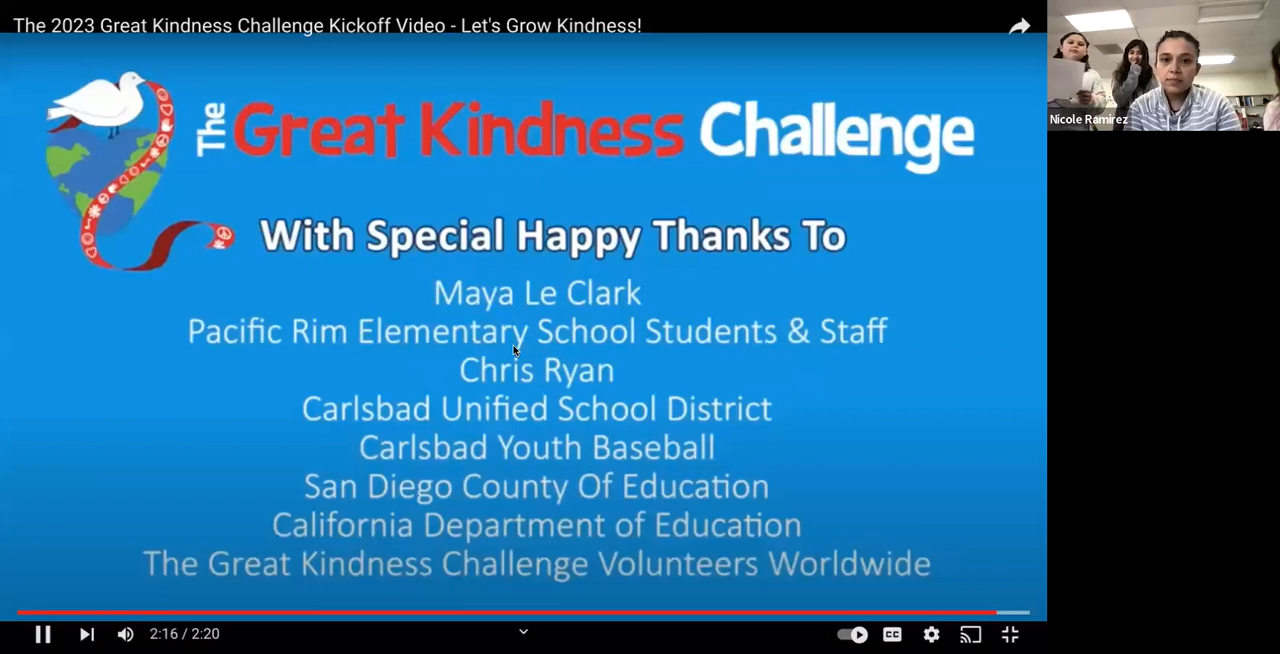 The 2023 Great Kindness Challenge Kickoff Video - Let's Grow Kindness!
The Great Kindness Challenge
With Special Happy Thanks To
Maya Le Clark
Pacific Rim Elementary School Students & Staff
Chris Ryan
Carlsbad Unified School District
Carlsbad Youth Baseball
San Diego County Of Education
California Department of Education
The Great Kindness Challenge Volunteers Worldwide
2:16 / 2:20
CC
Nicole Ramirez